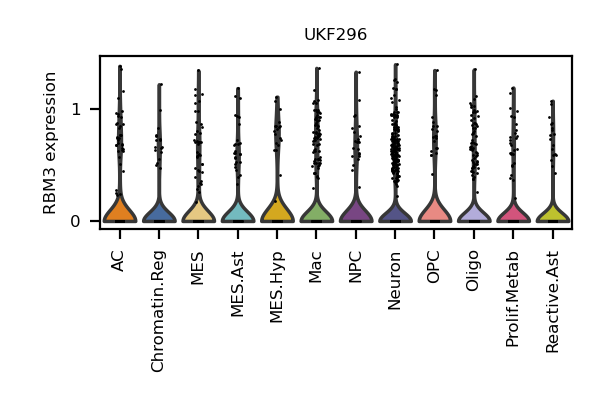 UKF296
RBM3 expression
1
0
AC
Chromatin.Reg
MES
MES.Ast
MES.Hyp
Mac
NPC
Neuron
OPC
Oligo
Prolif.Metab
Reactive.Ast